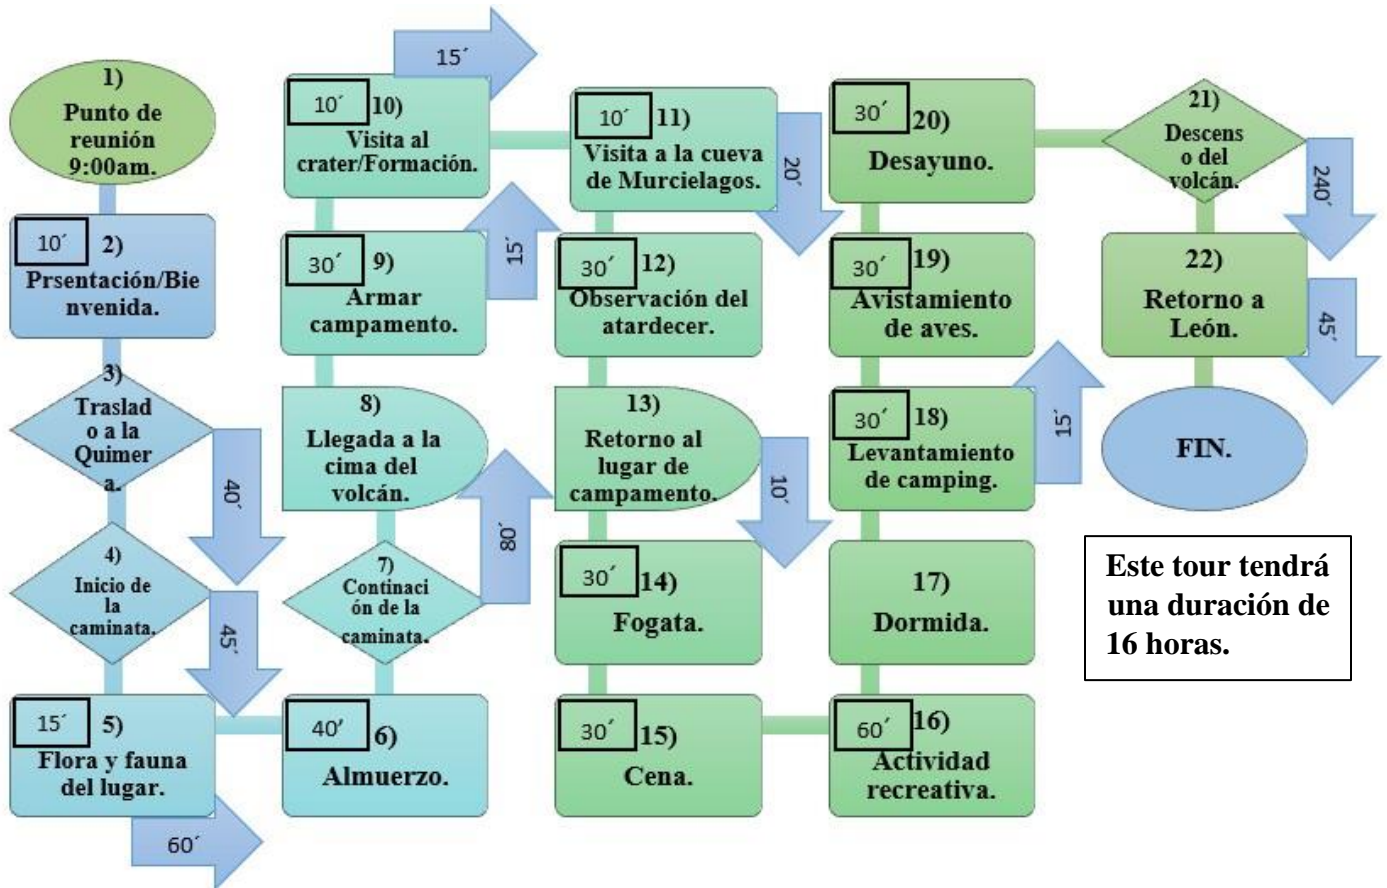 1)
Punto de
reunión
9:00am.
10´
2)
Prsentación/Bie
nvenida.
3)
Traslad
o a la
Quimer
a.
40´
4)
Inicio de
la
caminata.
45´
15´
5)
Flora y fauna
del lugar.
60´
40’
6)
Almuerzo.
7)
Continaci
ón de la
caminata.
80´
8)
Llegada a la
cima del
volcán.
30´
9)
Armar
campamento.
15´
10´
10)
Visita al
crater/Formación.
15´
10´
11)
Visita a la cueva
de Murcielagos.
20´
30´
12)
Observación del
atardecer.
13)
Retorno al
lugar de
campamento.
10´
30´
14)
Fogata.
30´
15)
Cena.
60´
16)
Actividad
recreativa.
17)
Dormida.
30´
18)
Levantamiento
de camping.
15´
30´
19)
Avistamiento
de aves.
30´
20)
Desayuno.
21)
Descens
o del
volcán.
240´
22)
Retorno a
León.
45´
FIN.
Este tour tendrá
una duración de
16 horas.